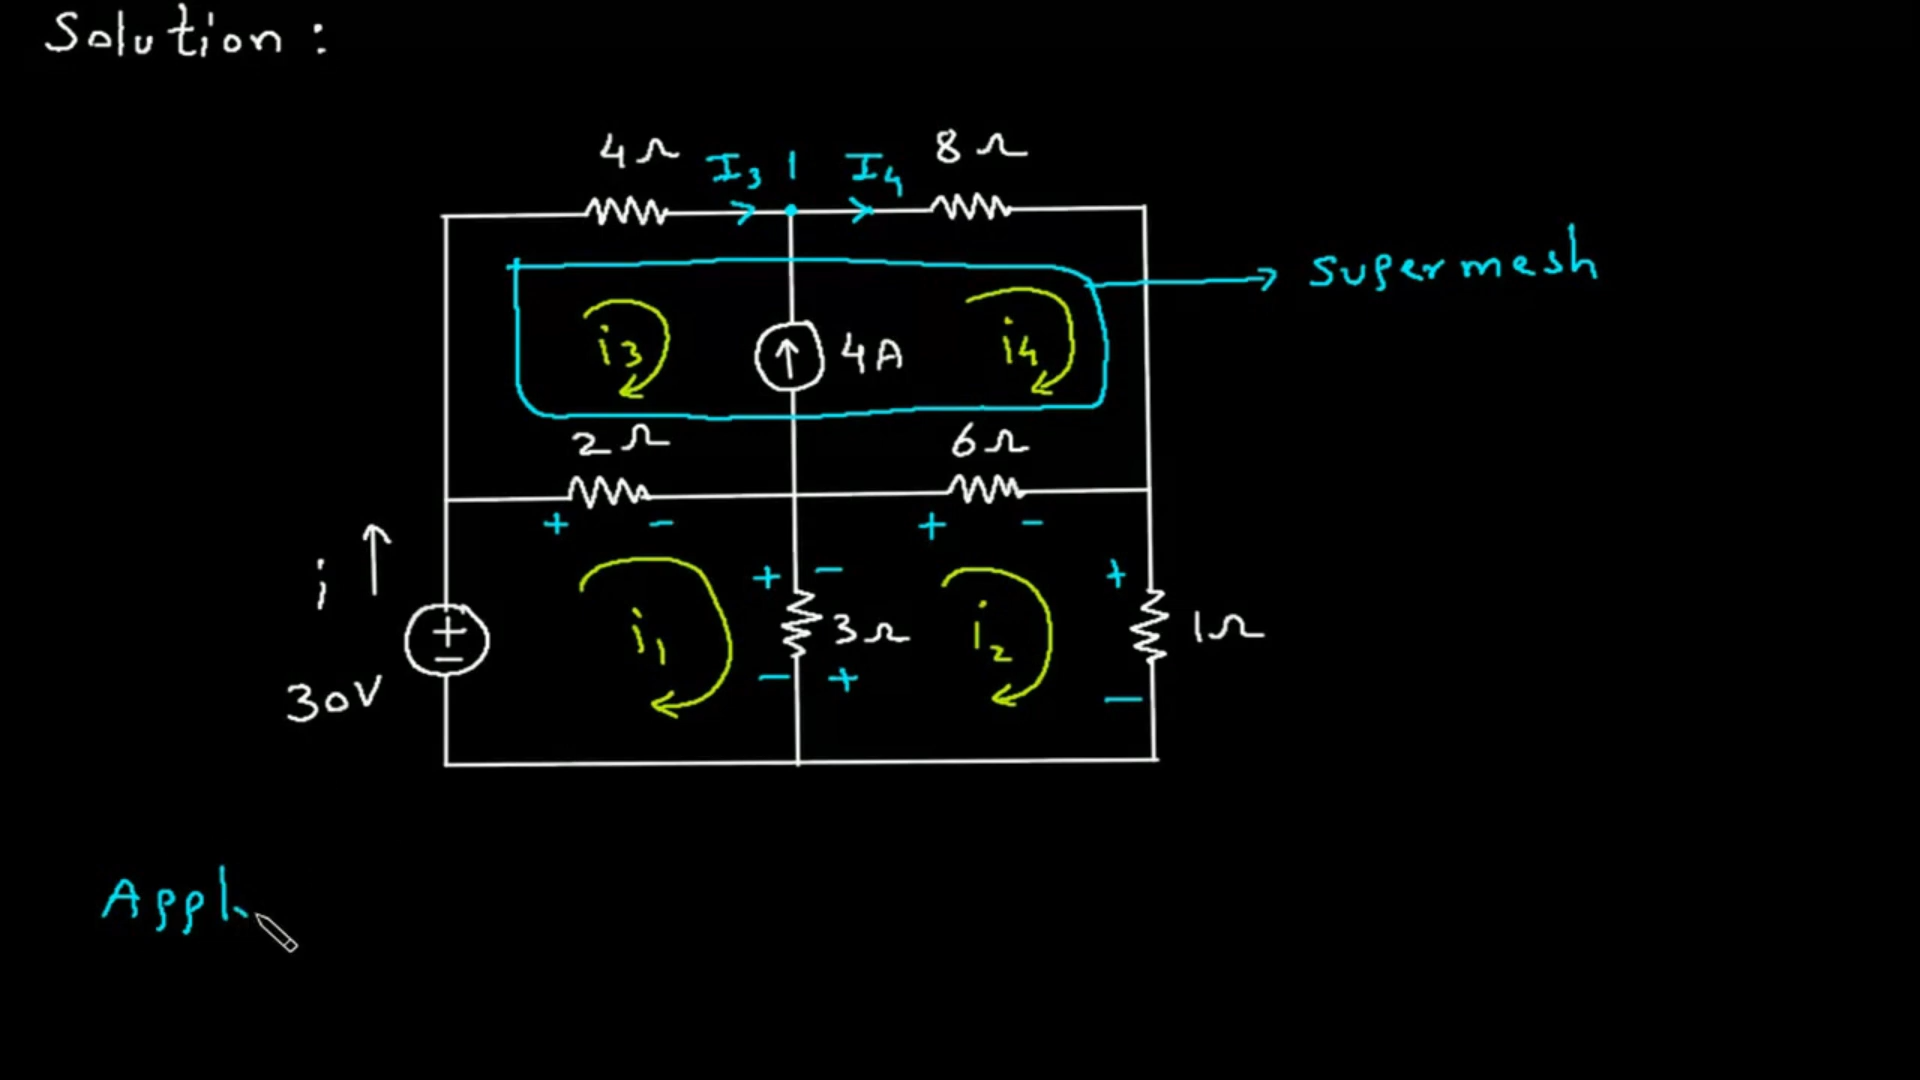 Solution :
4Ω I3 1 I4 8Ω
supermesh
i3 4A i4
2Ω 6Ω
+ - + -
i + - +
+ - i1 3Ω i2 1Ω
30V - + -
Appl